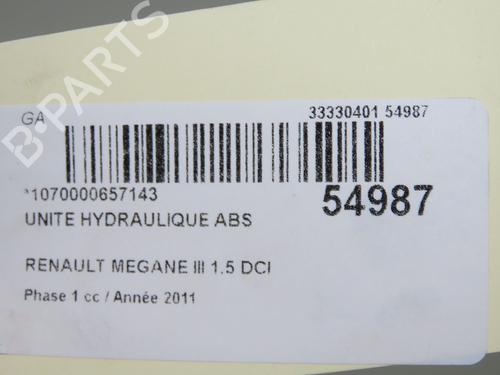 GA
33330401 54987
*1070000657143
54987
UNITE HYDRAULIQUE ABS
RENAULT MEGANE III 1.5 DCI
Phase 1 cc / Année 2011
B-PARTS